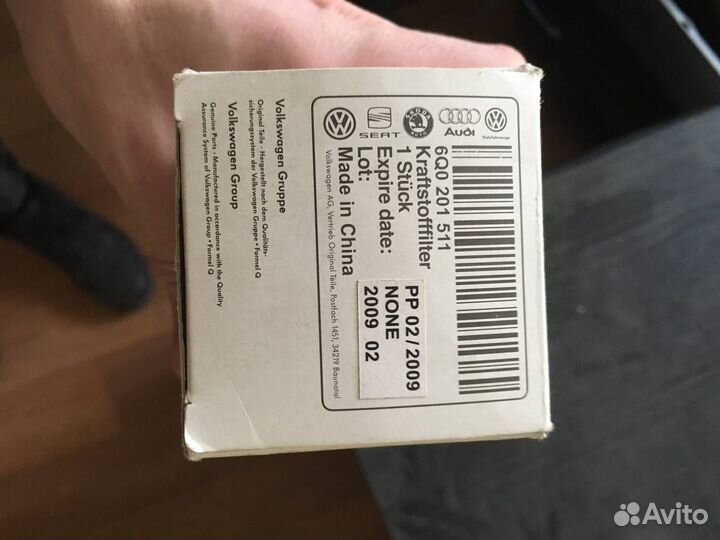 SEAT
SKODA
Audi
Nutzfahrzeuge
6Q0 201 511
Kraftstofffilter
1 Stück
Expire date:
Lot:
Made in China
PP 02/2009
NONE
2009 02
Volkswagen AG, Vertrieb Original Teile, Postfach 1451, 34219 Baunatal
Volkswagen Gruppe
Original Teile • Hergestellt nach dem Qualitäts-
sicherungssystem der Volkswagen Gruppe • Formel Q
Volkswagen Group
Genuine Parts • Manufactured in accordance with the Quality
Assurance System of Volkswagen Group • Formel Q
Avito